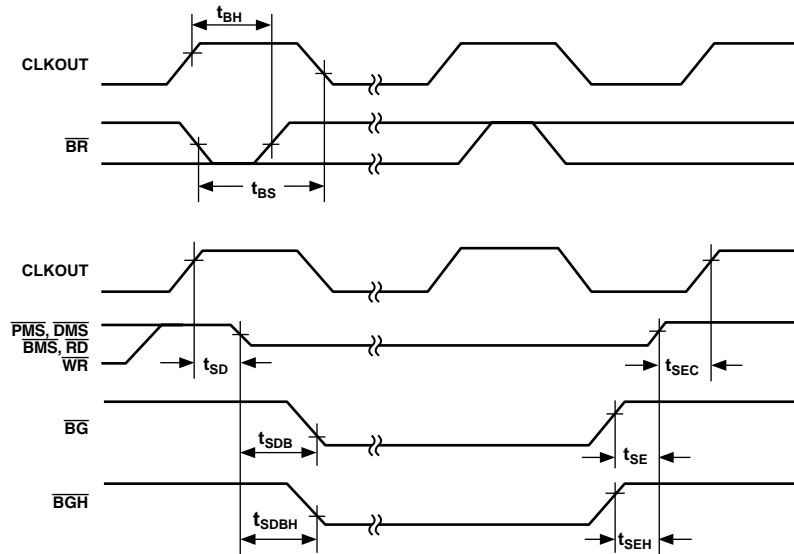 tBH
CLKOUT
BR
tBS
CLKOUT
PMS, DMS
BMS, RD
WR
tSD
tSEC
BG
tSDB
tSE
BGH
tSDBH
tSEH